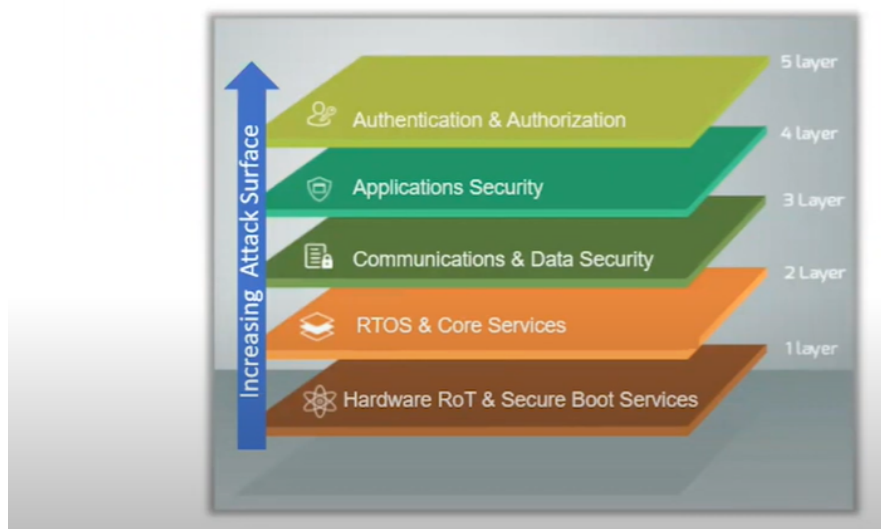 5 layer
Authentication & Authorization
4 layer
Applications Security
3 Layer
Communications & Data Security
2 Layer
RTOS & Core Services
1 layer
Hardware RoT & Secure Boot Services
Increasing Attack Surface